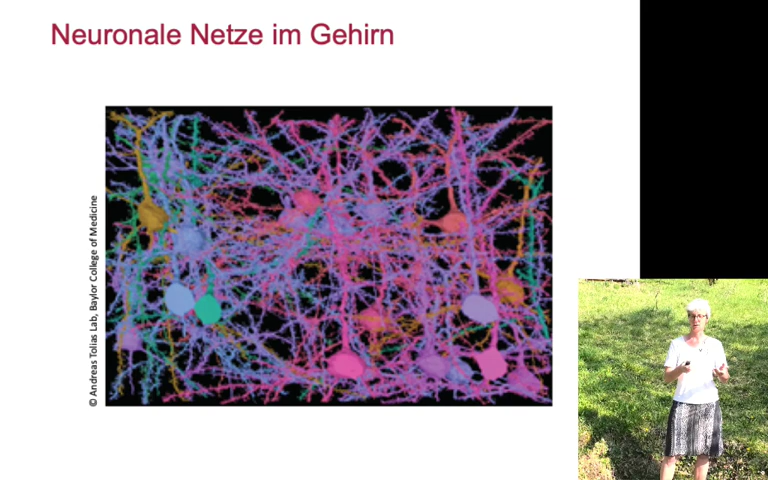 Neuronale Netze im Gehirn
© Andreas Tolias Lab, Baylor College of Medicine